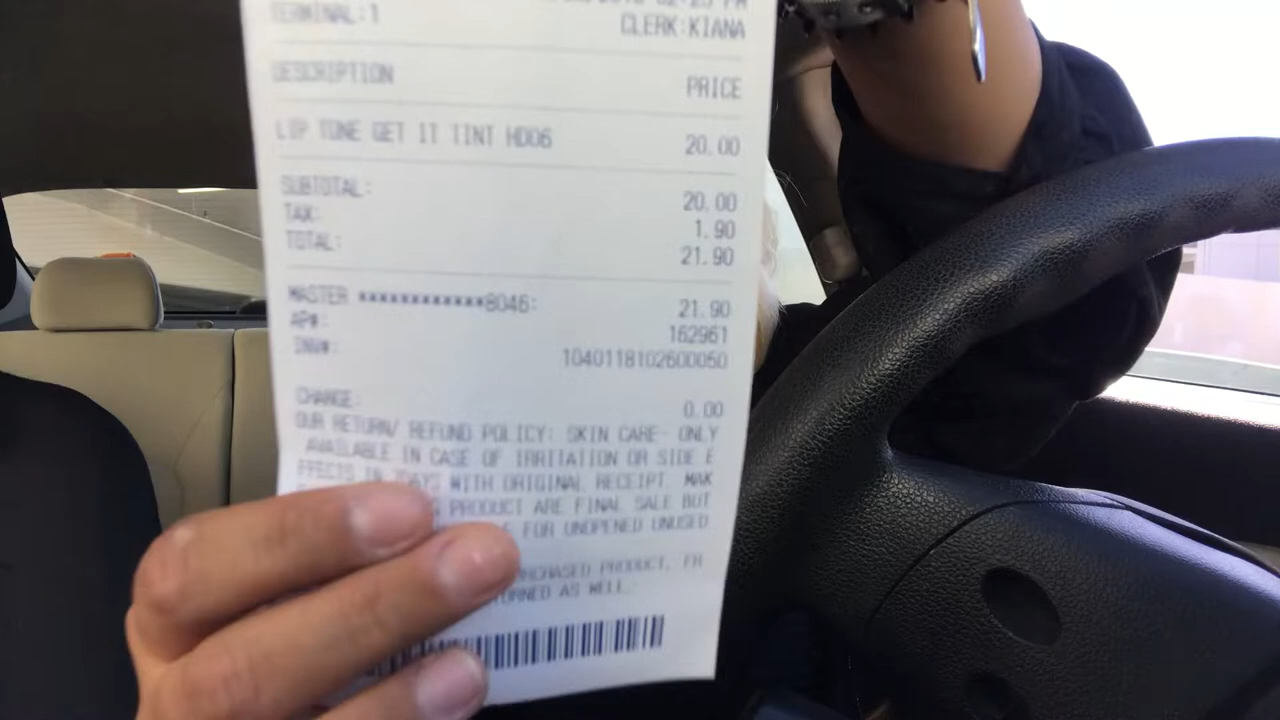 TERMINAL:1
CLERK:KIANA
DESCRIPTION PRICE
LIP TONE GET IT TINT HD06 20.00
SUBTOTAL: 20.00
TAX: 1.90
TOTAL: 21.90
MASTER ************8046: 21.90
AP#: 162961
INV#: 1040118102600050
CHANGE: 0.00
OUR RETURN/ REFUND POLICY: SKIN CARE- ONLY
AVAILABLE IN CASE OF IRRITATION OR SIDE E
FFECTS IN 7DAYS WITH ORIGINAL RECEIPT. MAK
PRODUCT ARE FINAL SALE BUT
FOR UNOPENED UNUSED
PRODUCT, FR
AS WELL.